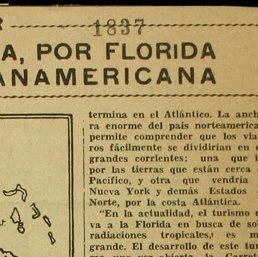 R
1837
A, POR FLORIDA
ANAMERICANA
termina en el Atlántico. La anch
ra enorme del país norteamerica
permite comprender que los via
ros fácilmente se dividirían en d
grandes corrientes: una que i
por las tierras que están cerca
Pacífico, y otra que vendría
Nueva York y demás Estados
Norte, por la costa Atlántica.
"En la actualidad, el turismo
va a la Florida en busca de so
radiaciones tropicales, es m
grande. El desarrollo de este tu